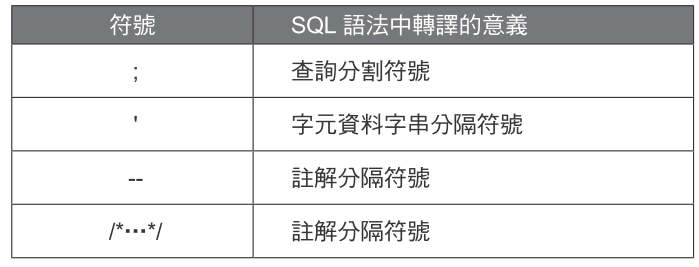 符號 SQL 語法中轉譯的意義
; 查詢分割符號
' 字元資料字串分隔符號
-- 註解分隔符號
/*⋯*/ 註解分隔符號